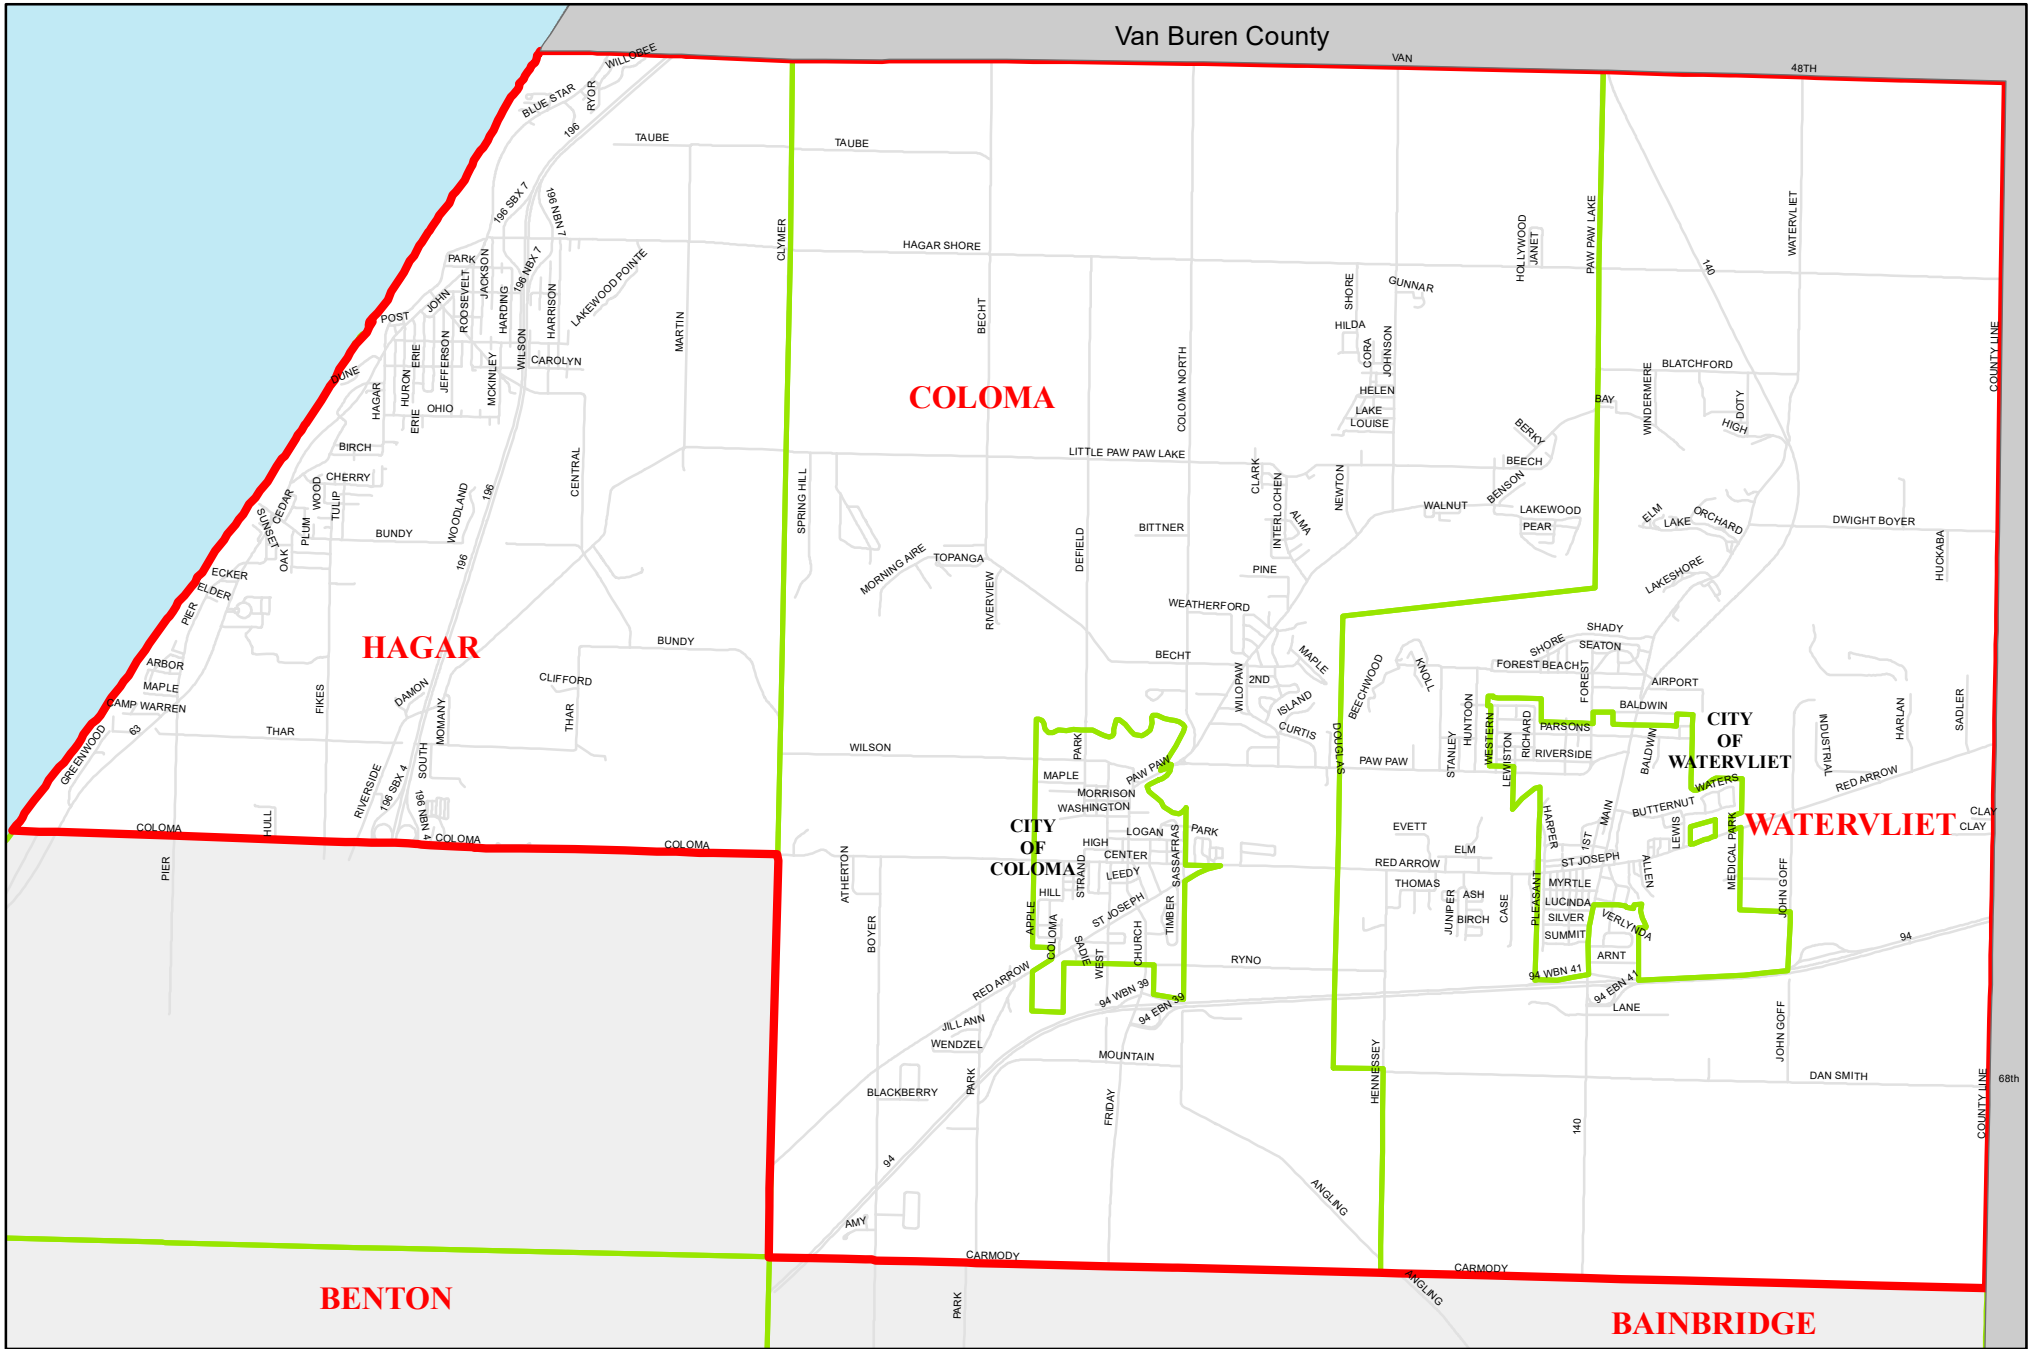 Van Buren County
VAN
48TH
WILLOBEE
RYOR
BLUE STAR
196
TAUBE
TAUBE
196 SBX 7
196 NBN 7
CLYMER
HOLLYWOOD
JANET
PAW PAW LAKE
WATERVLIET
HAGAR SHORE
PARK
JACKSON
196 NBX 7
LAKEWOOD POINTE
140
SHORE
GUNNAR
JOHN
ROOSEVELT
HARDING
HARRISON
POST
MARTIN
BECHT
HILDA
CORA
JOHNSON
COUNTY LINE
ERIE
JEFFERSON
WILSON
CAROLYN
MCKINLEY
DUNE
HAGAR
HURON
COLOMA
COLOMA NORTH
BLATCHFORD
WINDERMERE
DOTY
HIGH
HELEN
LAKE
LOUISE
BAY
BERKY
ERIE
OHIO
BIRCH
CHERRY
LITTLE PAW PAW LAKE
CLARK
BEECH
BENSON
CEDAR
WOOD
TULIP
WOODLAND
196
CENTRAL
SPRING HILL
INTERLOCHEN
NEWTON
WALNUT
LAKEWOOD
PEAR
ELM
LAKE
ORCHARD
DWIGHT BOYER
SUNSET
PLUM
OAK
BUNDY
196
BITTNER
ALMA
DEFIELD
HUCKABA
MORNING AIRE
TOPANGA
RIVERVIEW
PINE
LAKESHORE
ECKER
ELDER
PIER
WEATHERFORD
HAGAR
BUNDY
BECHT
MAPLE
SHORE
SHADY
SEATON
FOREST BEACH
FOREST
AIRPORT
ARBOR
MAPLE
CAMP WARREN
FIKES
DAMON
CLIFFORD
WILOPAW
2ND
ISLAND
CURTIS
BEECHWOOD
KNOLL
BALDWIN
HUNTOON
WESTERN
RICHARD
PARSONS
CITY
OF
WATERVLIET
INDUSTRIAL
HARLAN
SADLER
63
GREENWOOD
THAR
MOMANY
THAR
WILSON
PARK
DOUGLAS
PAW PAW
STANLEY
LEWISTON
RIVERSIDE
BALDWIN
RED ARROW
MAPLE
PAW PAW
MORRISON
WASHINGTON
RIVERSIDE
196 SBX 4
SOUTH
196 NBN 4
WATERS
BUTTERNUT
MAIN
LEWIS
CLAY
CLAY
WATERVLIET
COLOMA
HULL
COLOMA
COLOMA
PIER
CITY
OF
COLOMA
LOGAN
PARK
HIGH
CENTER
LEEDY
SASSAFRAS
STRAND
HILL
EVETT
ELM
HARPER
1ST
ST JOSEPH
MEDICAL PARK
RED ARROW
THOMAS
ASH
JUNIPER
BIRCH
CASE
PLEASANT
MYRTLE
LUCINDA
SILVER
SUMMIT
VERLYNDA
ALLEN
JOHN GOFF
ATHERTON
BOYER
APPLE
COLOMA
ST JOSEPH
SADIE
WEST
CHURCH
TIMBER
RYNO
ARNT
94 WBN 41
94 EBN 41
94
LANE
RED ARROW
94 WBN 39
94 EBN 39
JILL ANN
WENDZEL
MOUNTAIN
HENNESSEY
JOHN GOFF
DAN SMITH
68th
COUNTY LINE
BLACKBERRY
PARK
FRIDAY
140
94
ANGLING
AMY
CARMODY
CARMODY
ANGLING
PARK
BENTON
BAINBRIDGE